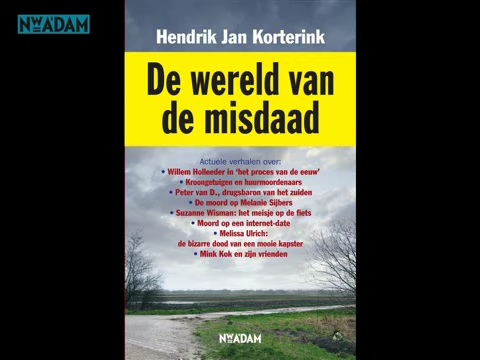 NWADAM
Hendrik Jan Korterink
De wereld van
de misdaad
Actuele verhalen over:
• Willem Holleeder in ‘het proces van de eeuw’
• Kroongetuigen en huurmoordenaars
• Peter van D., drugsbaron van het zuiden
• De moord op Melanie Sijbers
• Suzanne Wisman: het meisje op de fiets
• Moord op een internet-date
• Melissa Ulrich:
de bizarre dood van een mooie kapster
• Mink Kok en zijn vrienden
NWADAM